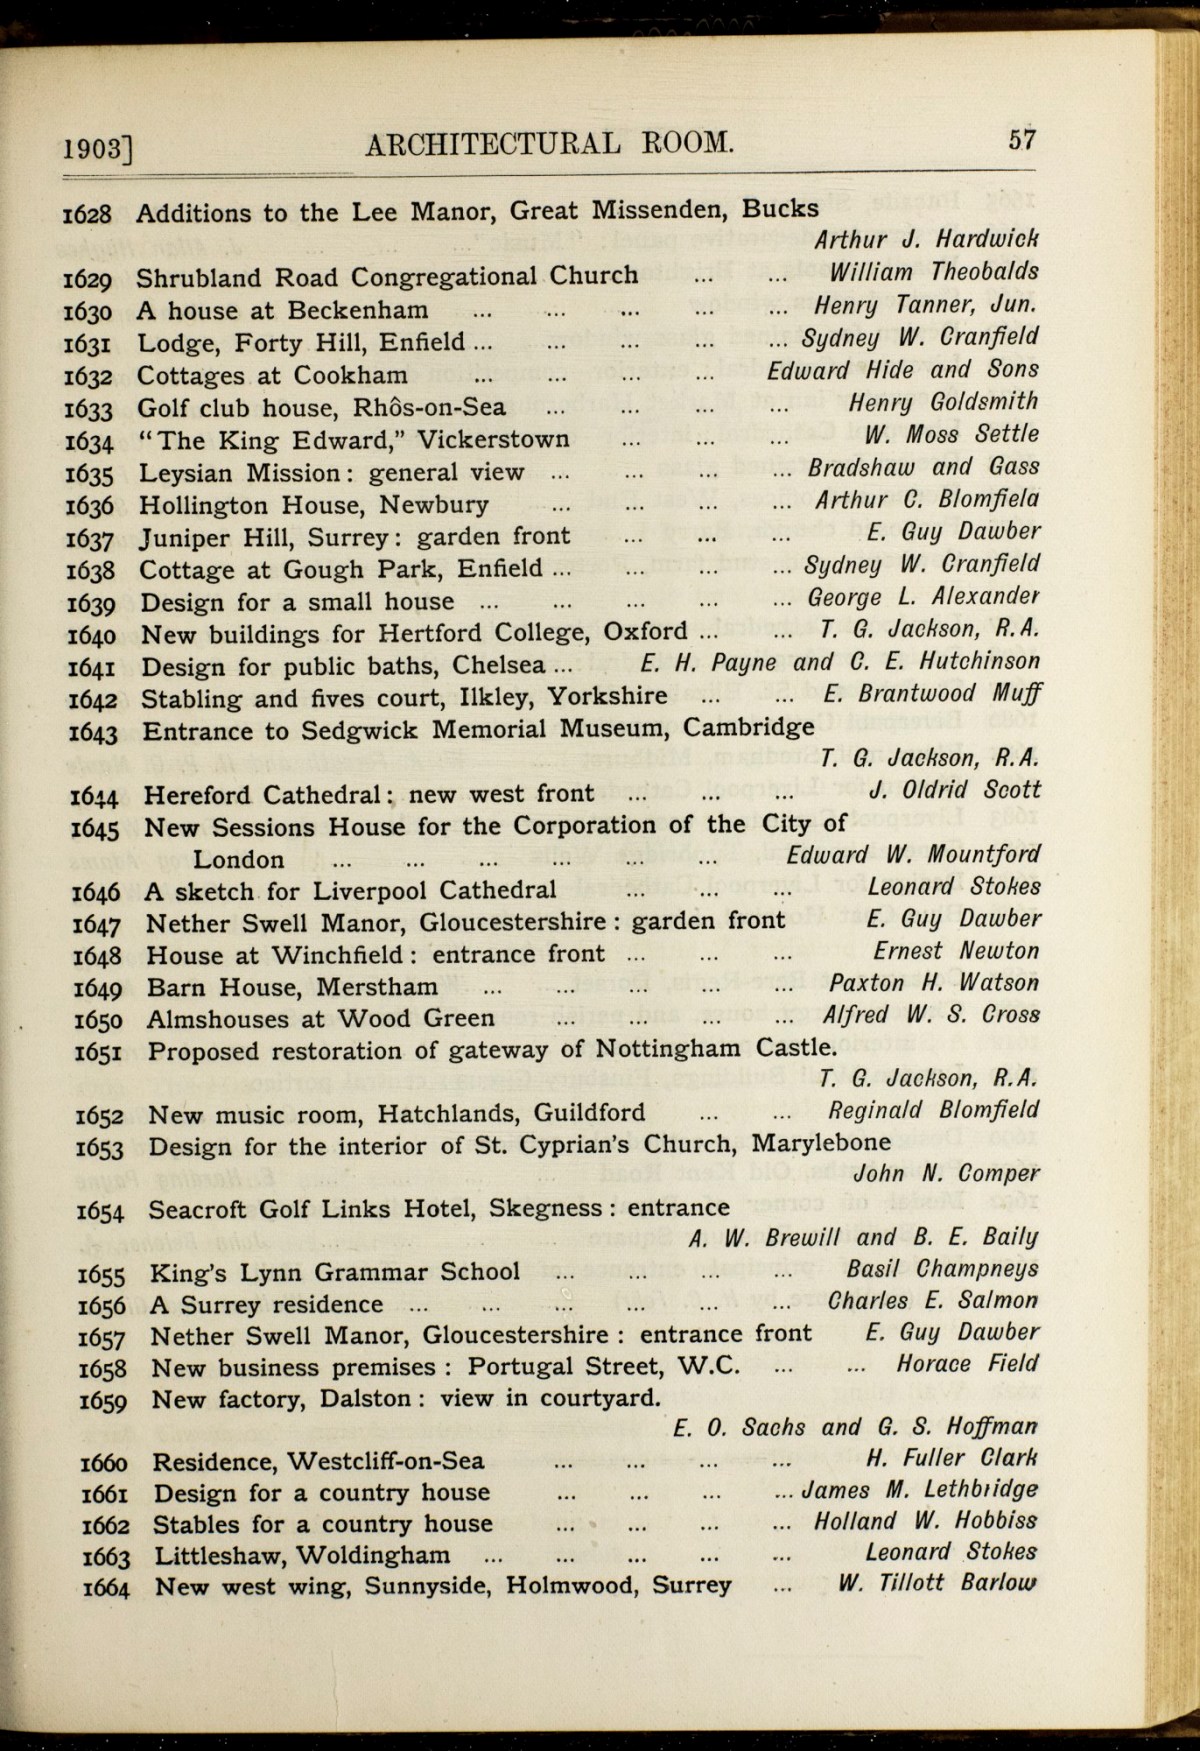 1903] ARCHITECTURAL ROOM. 57
1628 Additions to the Lee Manor, Great Missenden, Bucks
Arthur J. Hardwick
1629 Shrubland Road Congregational Church ... ... William Theobalds
1630 A house at Beckenham ... ... ... ... ... Henry Tanner, Jun.
1631 Lodge, Forty Hill, Enfield ... ... ... ... ... Sydney W. Cranfield
1632 Cottages at Cookham ... ... ... ... Edward Hide and Sons
1633 Golf club house, Rhôs-on-Sea ... ... ... ... Henry Goldsmith
1634 “The King Edward,” Vickerstown ... ... ... W. Moss Settle
1635 Leysian Mission: general view ... ... ... ... Bradshaw and Gass
1636 Hollington House, Newbury ... ... ... ... Arthur C. Blomfield
1637 Juniper Hill, Surrey: garden front ... ... ... E. Guy Dawber
1638 Cottage at Gough Park, Enfield ... ... ... ... Sydney W. Cranfield
1639 Design for a small house ... ... ... ... ... George L. Alexander
1640 New buildings for Hertford College, Oxford ... ... T. G. Jackson, R.A.
1641 Design for public baths, Chelsea ... E. H. Payne and C. E. Hutchinson
1642 Stabling and fives court, Ilkley, Yorkshire ... ... E. Brantwood Muff
1643 Entrance to Sedgwick Memorial Museum, Cambridge
T. G. Jackson, R.A.
1644 Hereford Cathedral: new west front ... ... ... J. Oldrid Scott
1645 New Sessions House for the Corporation of the City of
London ... ... ... ... ... ... Edward W. Mountford
1646 A sketch for Liverpool Cathedral ... ... ... Leonard Stokes
1647 Nether Swell Manor, Gloucestershire: garden front E. Guy Dawber
1648 House at Winchfield: entrance front ... ... ... Ernest Newton
1649 Barn House, Merstham ... ... ... ... ... Paxton H. Watson
1650 Almshouses at Wood Green ... ... ... ... Alfred W. S. Cross
1651 Proposed restoration of gateway of Nottingham Castle.
T. G. Jackson, R.A.
1652 New music room, Hatchlands, Guildford ... ... Reginald Blomfield
1653 Design for the interior of St. Cyprian's Church, Marylebone
John N. Comper
1654 Seacroft Golf Links Hotel, Skegness: entrance
A. W. Brewill and B. E. Baily
1655 King's Lynn Grammar School ... ... ... ... Basil Champneys
1656 A Surrey residence ... ... ... ... ... ... Charles E. Salmon
1657 Nether Swell Manor, Gloucestershire: entrance front E. Guy Dawber
1658 New business premises: Portugal Street, W.C. ... ... Horace Field
1659 New factory, Dalston: view in courtyard.
E. O. Sachs and G. S. Hoffman
1660 Residence, Westcliff-on-Sea ... ... ... ... H. Fuller Clark
1661 Design for a country house ... ... ... ... James M. Lethbridge
1662 Stables for a country house ... ... ... ... Holland W. Hobbiss
1663 Littleshaw, Woldingham ... ... ... ... ... Leonard Stokes
1664 New west wing, Sunnyside, Holmwood, Surrey ... W. Tillott Barlow